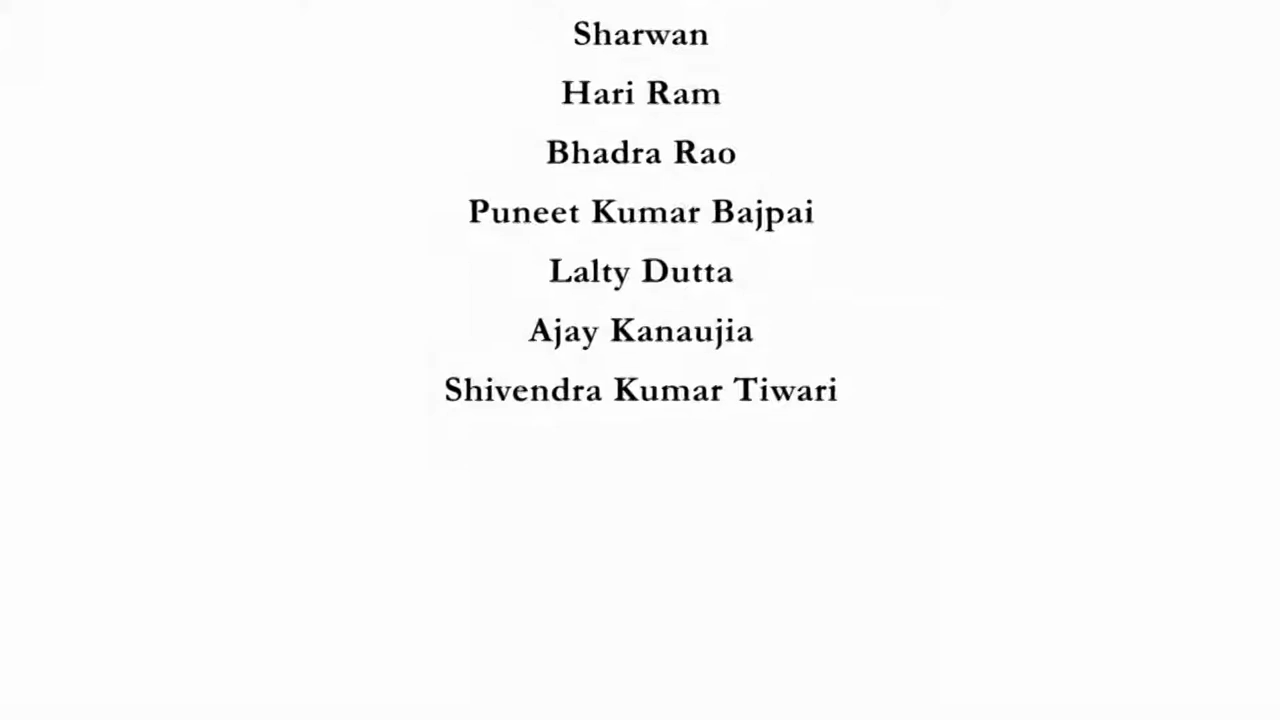 Sharwan
Hari Ram
Bhadra Rao
Puneet Kumar Bajpai
Lalty Dutta
Ajay Kanaujia
Shivendra Kumar Tiwari